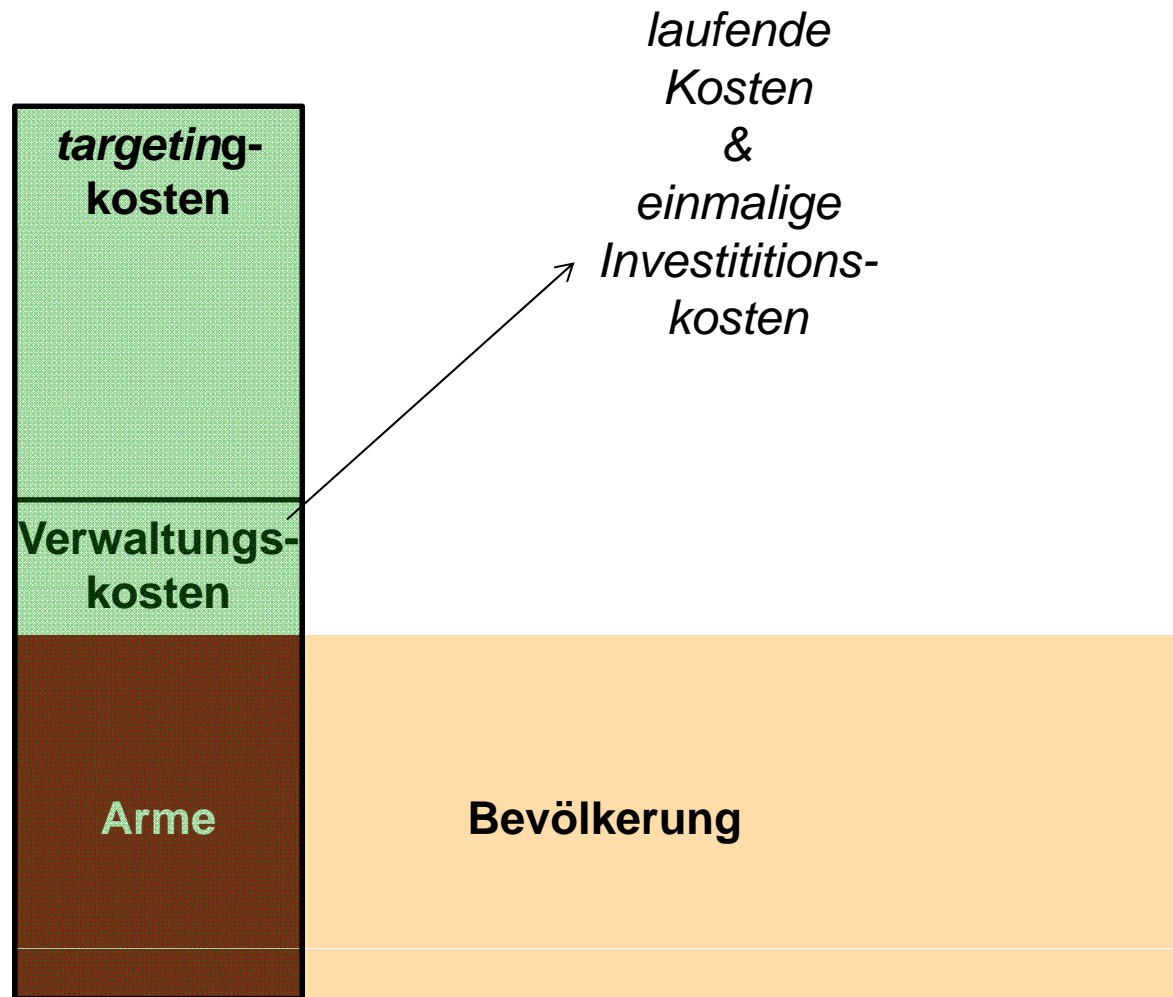 laufende
Kosten
&
einmalige
Investititions-
kosten
targeting-
kosten
Verwaltungs-
kosten
Arme
Bevölkerung